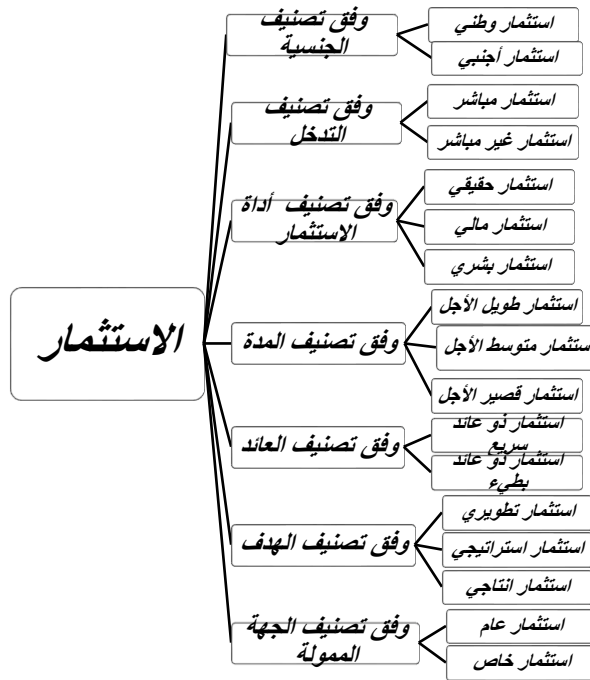 الاستثمار
وفق تصنيف
الجنسية
استثمار وطني
استثمار أجنبي
وفق تصنيف
التدخل
استثمار مباشر
استثمار غير مباشر
وفق تصنيف أداة
الاستثمار
استثمار حقيقي
استثمار مالي
استثمار بشري
وفق تصنيف المدة
استثمار طويل الأجل
ستثمار متوسط الأجل
استثمار قصير الأجل
وفق تصنيف العائد
استثمار ذو عائد
سريع
استثمار ذو عائد
بطيء
وفق تصنيف الهدف
استثمار تطويري
استثمار استراتيجي
استثمار انتاجي
وفق تصنيف الجهة
الممولة
استثمار عام
استثمار خاص